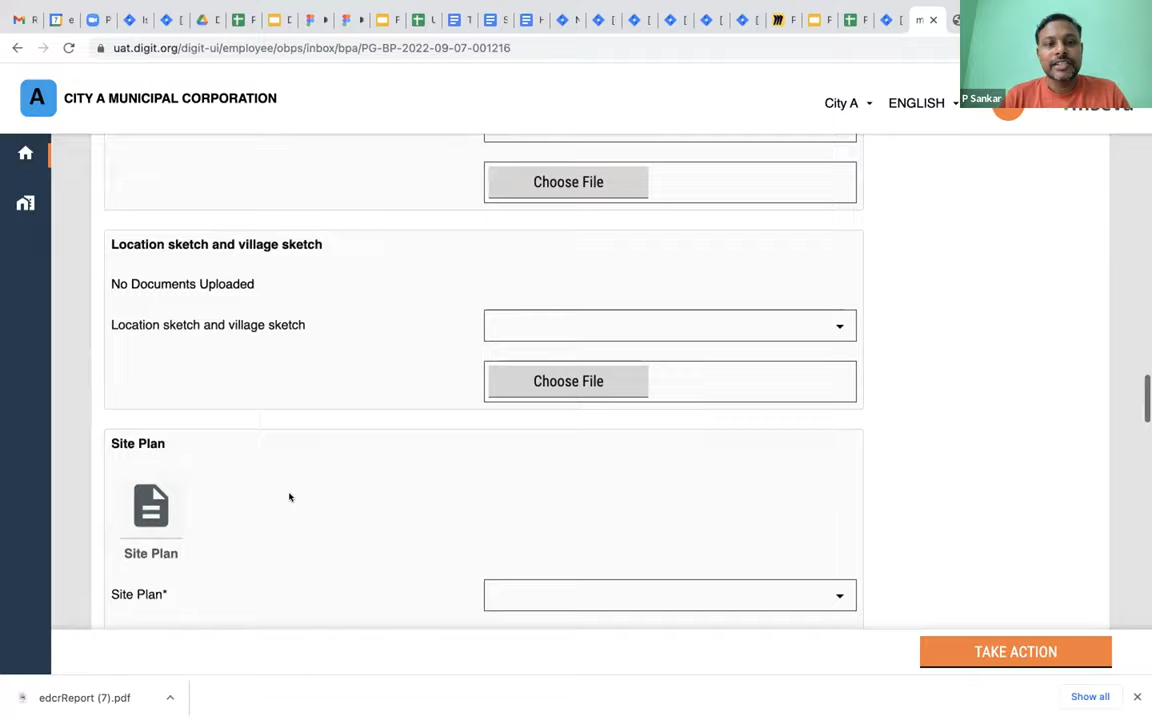 uat.digit.org/digit-ui/employee/obps/inbox/bpa/PG-BP-2022-09-07-001216
A CITY A MUNICIPAL CORPORATION
City A ENGLISH
P Sankar
Choose File
Location sketch and village sketch
No Documents Uploaded
Location sketch and village sketch
Choose File
Site Plan
Site Plan
Site Plan*
TAKE ACTION
edcrReport (7).pdf
Show all